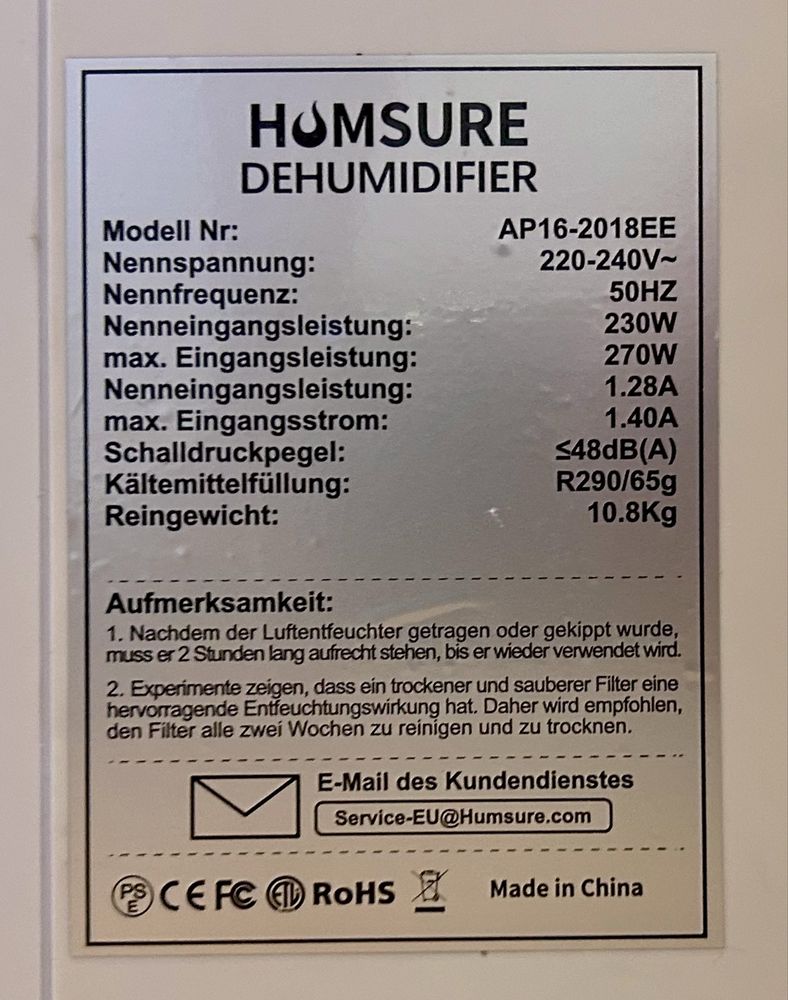 HUMSURE
DEHUMIDIFIER
Modell Nr: AP16-2018EE
Nennspannung: 220-240V~
Nennfrequenz: 50HZ
Nenneingangsleistung: 230W
max. Eingangsleistung: 270W
Nenneingangsleistung: 1.28A
max. Eingangsstrom: 1.40A
Schalldruckpegel: ≤48dB(A)
Kältemittelfüllung: R290/65g
Reingewicht: 10.8Kg
Aufmerksamkeit:
1. Nachdem der Luftentfeuchter getragen oder gekippt wurde,
muss er 2 Stunden lang aufrecht stehen, bis er wieder verwendet wird.
2. Experimente zeigen, dass ein trockener und sauberer Filter eine
hervorragende Entfeuchtungswirkung hat. Daher wird empfohlen,
den Filter alle zwei Wochen zu reinigen und zu trocknen.
E-Mail des Kundendienstes
Service-EU@Humsure.com
PSE CE FC ETL RoHS Made in China